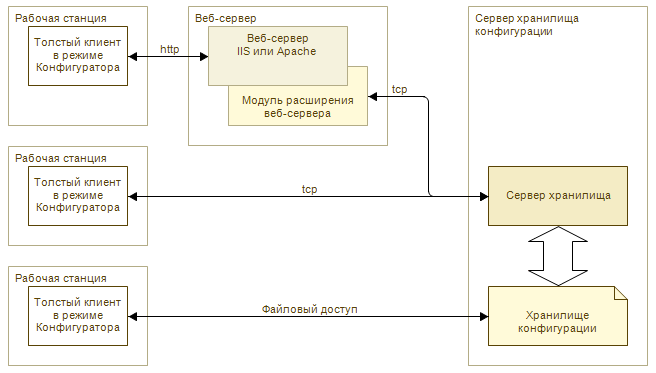 Рабочая станция
Толстый клиент
в режиме
Конфигуратора
http
Веб-сервер
Веб-сервер
IIS или Apache
Модуль расширения
веб-сервера
tcp
Сервер хранилища
конфигурации
Рабочая станция
Толстый клиент
в режиме
Конфигуратора
tcp
Сервер хранилища
Рабочая станция
Толстый клиент
в режиме
Конфигуратора
Файловый доступ
Хранилище
конфигурации